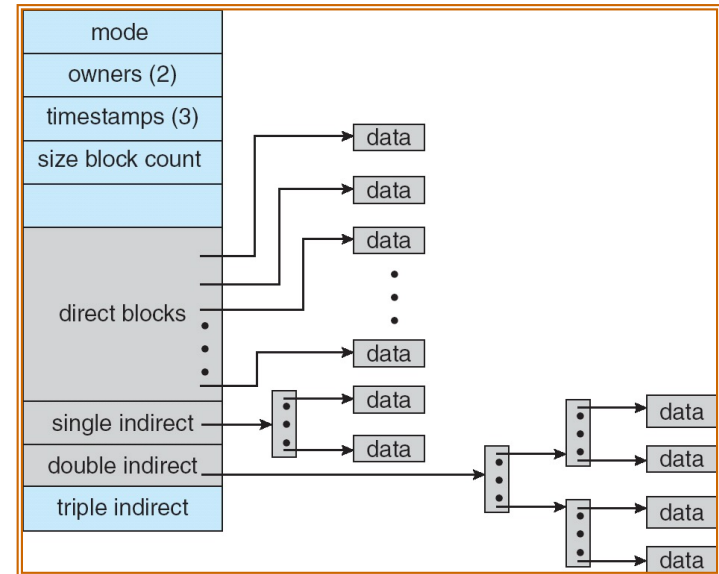 mode
owners (2)
timestamps (3)
size block count
data
data
data
direct blocks
data
single indirect
data
data
double indirect
triple indirect
data
data
data
data